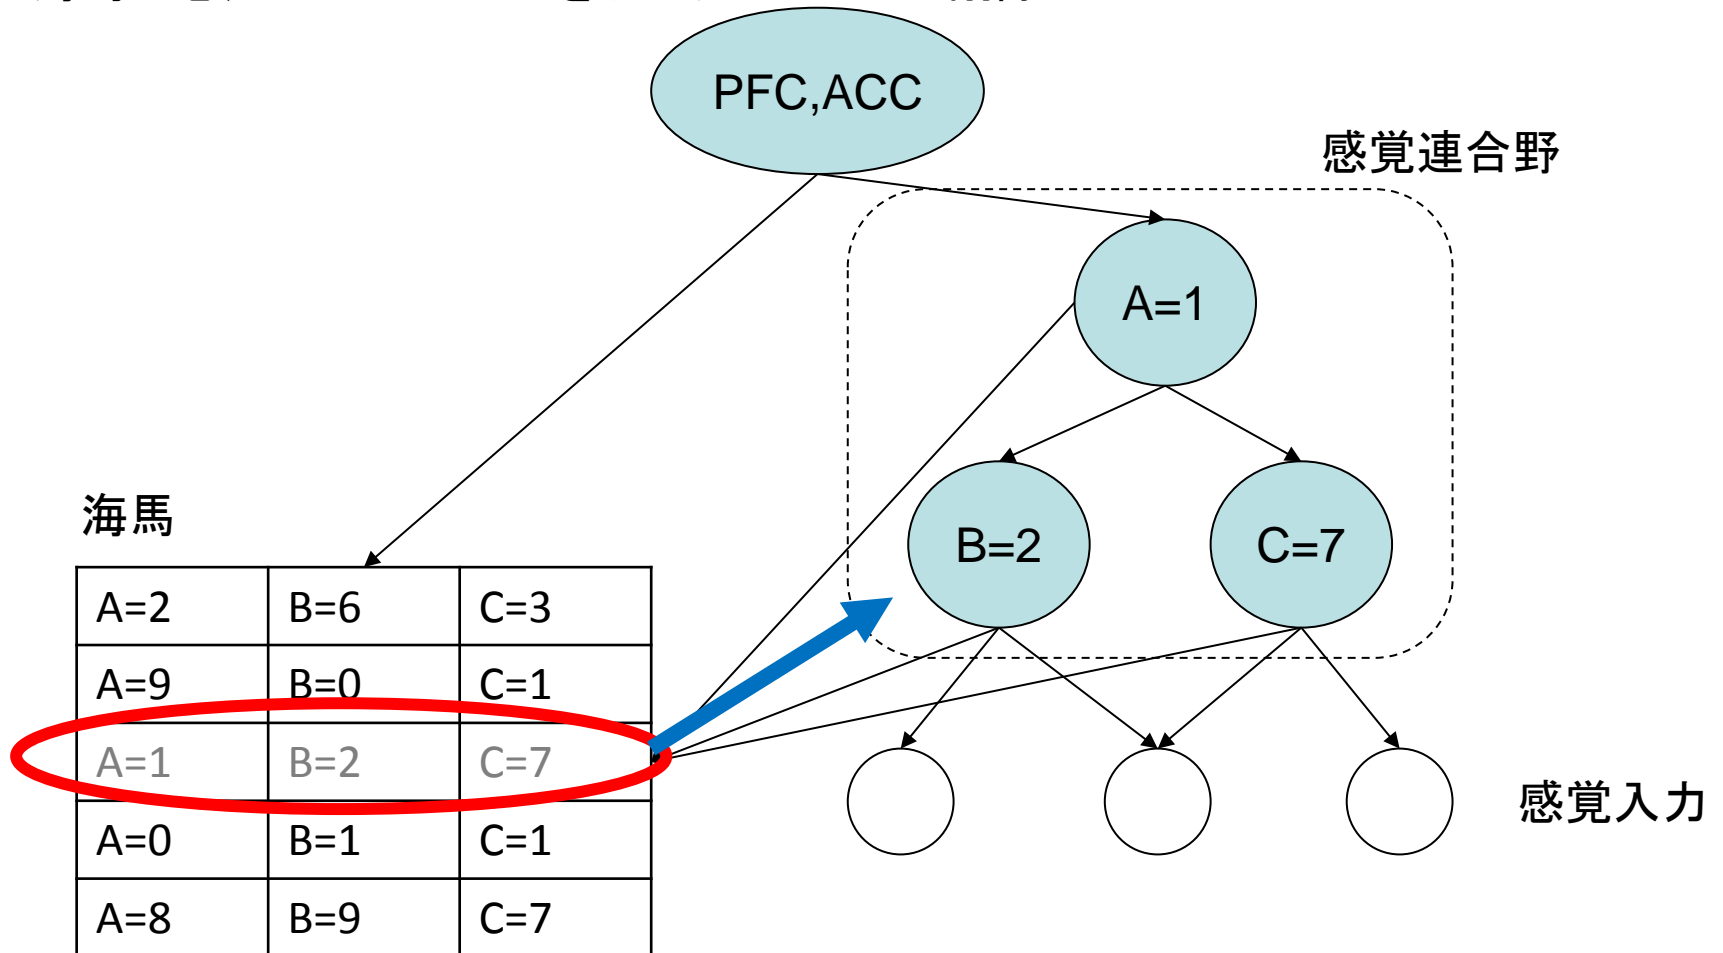 PFC,ACC
感覚連合野
A=1
B=2
C=7
海馬
A=2 B=6 C=3
A=9 B=0 C=1
A=1 B=2 C=7
A=0 B=1 C=1
A=8 B=9 C=7
感覚入力